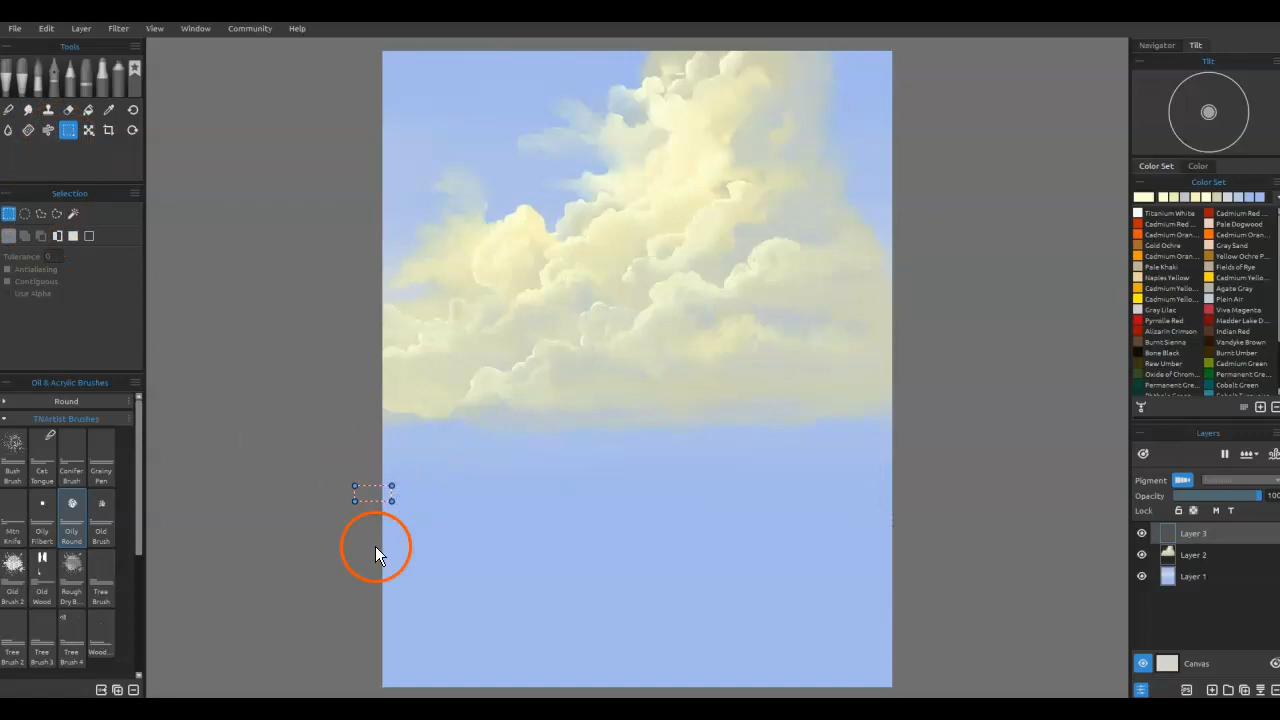 File Edit Layer Filter View Window Community Help
Tools
Navigator Tilt
Tilt
Selection
Tolerance 0
Antialiasing
Contiguous
Use Alpha
Oil & Acrylic Brushes
Round
TNArtist Brushes
Bush Brush
Cat Tongue
Conifer Brush
Grainy Pen
Mtn Knife
Oily Filbert
Oily Round
Old Brush
Old Brush 2
Old Wood
Rough Dry B...
Tree Brush
Tree Brush 2
Tree Brush 3
Tree Brush 4
Wood...
Color Set Color
Color Set
Titanium White Cadmium Red ...
Cadmium Red ... Pale Dogwood
Cadmium Oran... Cadmium Oran...
Gold Ochre Gray Sand
Cadmium Oran... Yellow Ochre P...
Pale Khaki Fields of Rye
Naples Yellow Cadmium Yello...
Cadmium Yello... Agate Gray
Cadmium Yello... Plein Air
Gray Lilac Viva Magenta
Pyrrolle Red Madder Lake D...
Alizarin Crimson Indian Red
Burnt Sienna Vandyke Brown
Bone Black Burnt Umber
Raw Umber Cadmium Green
Oxide of Chrom... Permanent Gre...
Permanent Gre... Cobalt Green
Layers
Pigment
Opacity 100
Lock M T
Layer 3
Layer 2
Layer 1
Canvas